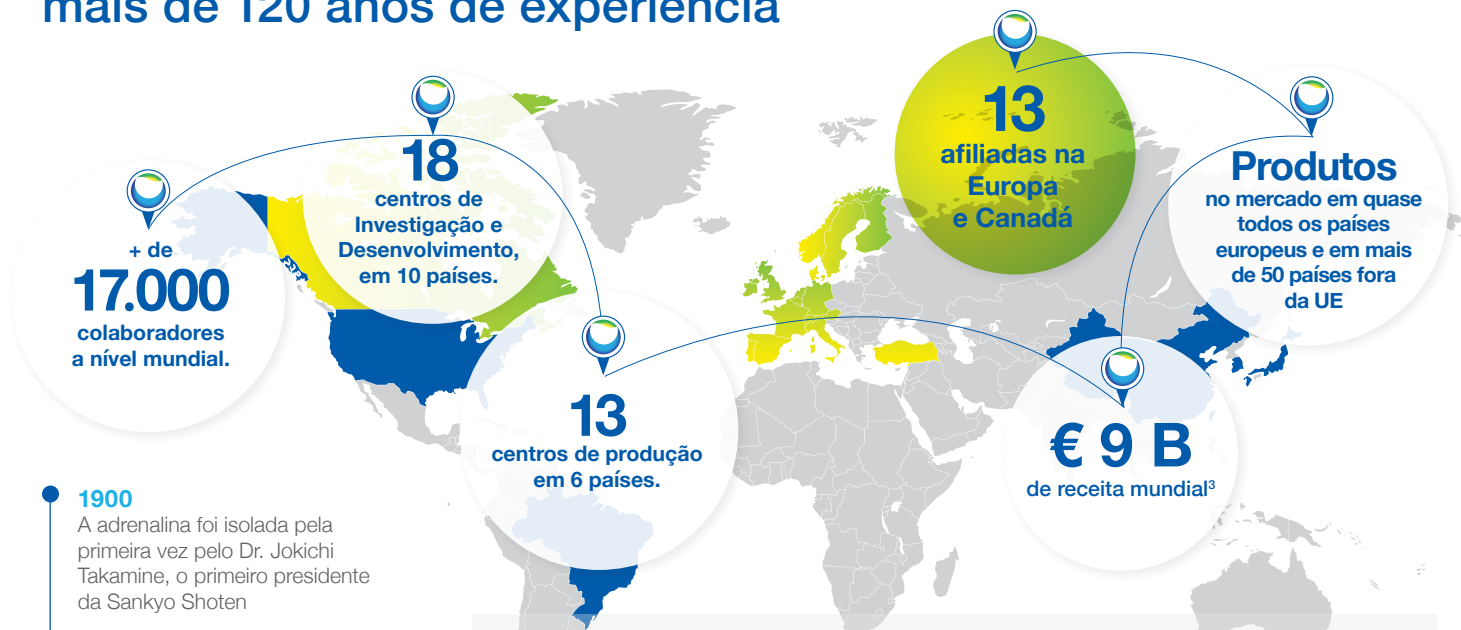 mais de 120 anos de experiência
+ de
17.000
colaboradores
a nível mundial.
18
centros de
Investigação e
Desenvolvimento,
em 10 países.
13
centros de produção
em 6 países.
13
afiliadas na
Europa
e Canadá
Produtos
no mercado em quase
todos os países
europeus e em mais
de 50 países fora
da UE
€ 9 B
de receita mundial³
1900
A adrenalina foi isolada pela
primeira vez pelo Dr. Jokichi
Takamine, o primeiro presidente
da Sankyo Shoten